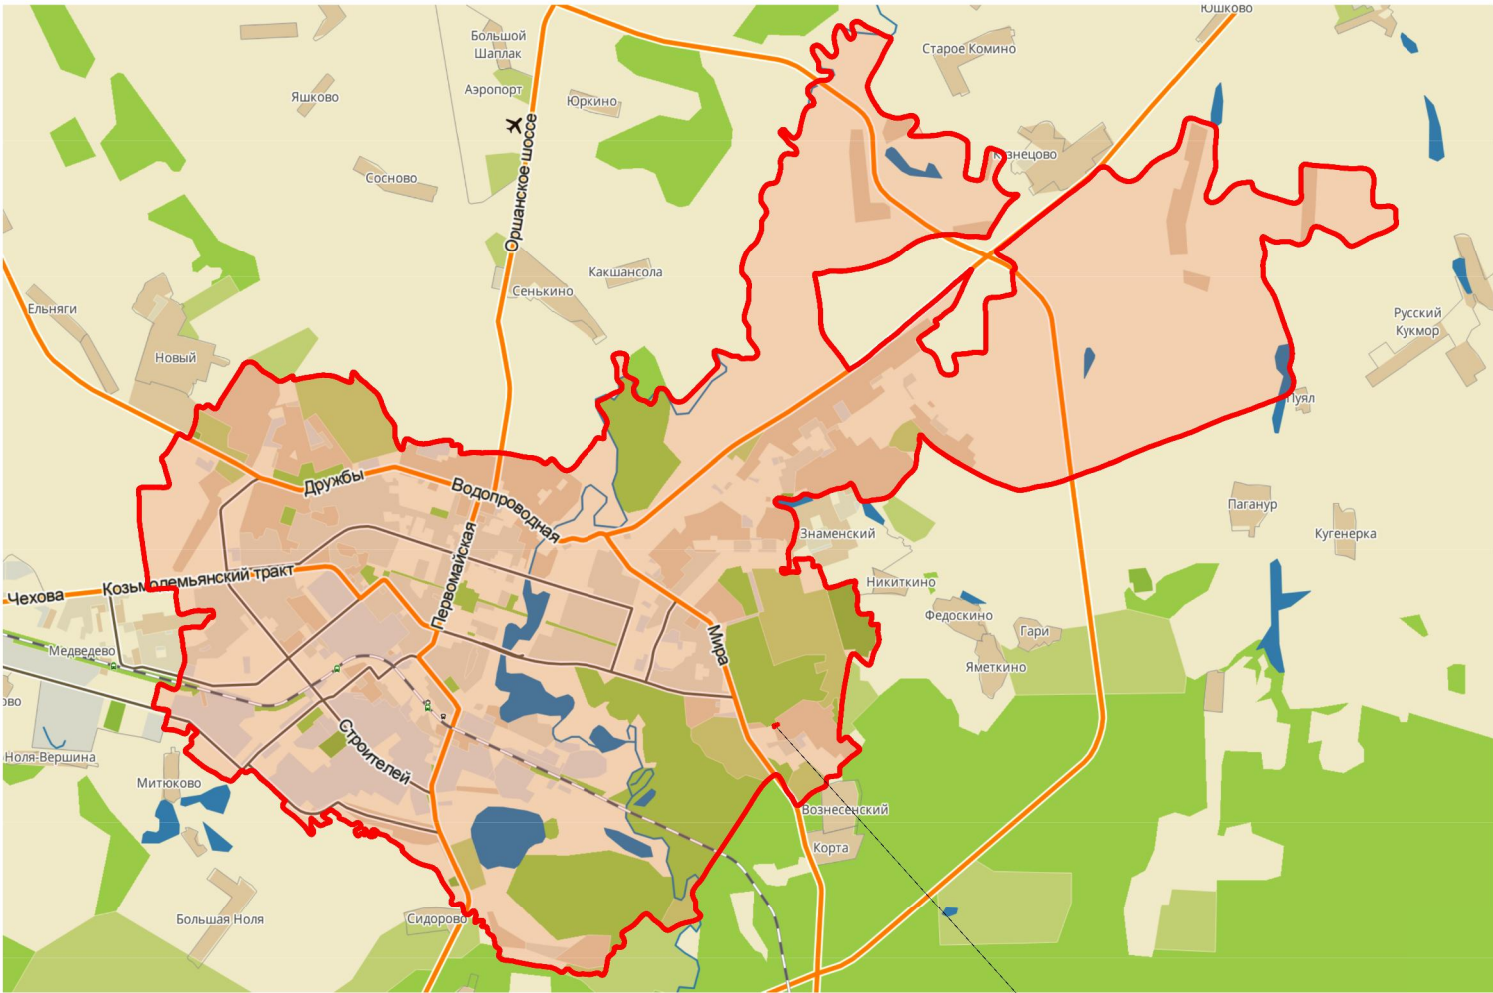 Юшково
Большой
Шаплак
Старое Комино
Аэропорт
Яшково
Юркино
Оршанское шоссе
Кузнецово
Сосново
Какшансола
Сенькино
Ельняги
Русский
Кукмор
Новый
Пуял
Дружбы
Водопроводная
Паганур
Знаменский
Кугенерка
Первомайская
Козьмодемьянский тракт
Чехова
Никиткино
Федоскино
Гари
Мира
Медведево
Яметкино
ово
Строителей
Ноля-Вершина
Митюково
Вознесенский
Корта
Большая Ноля
Сидорово